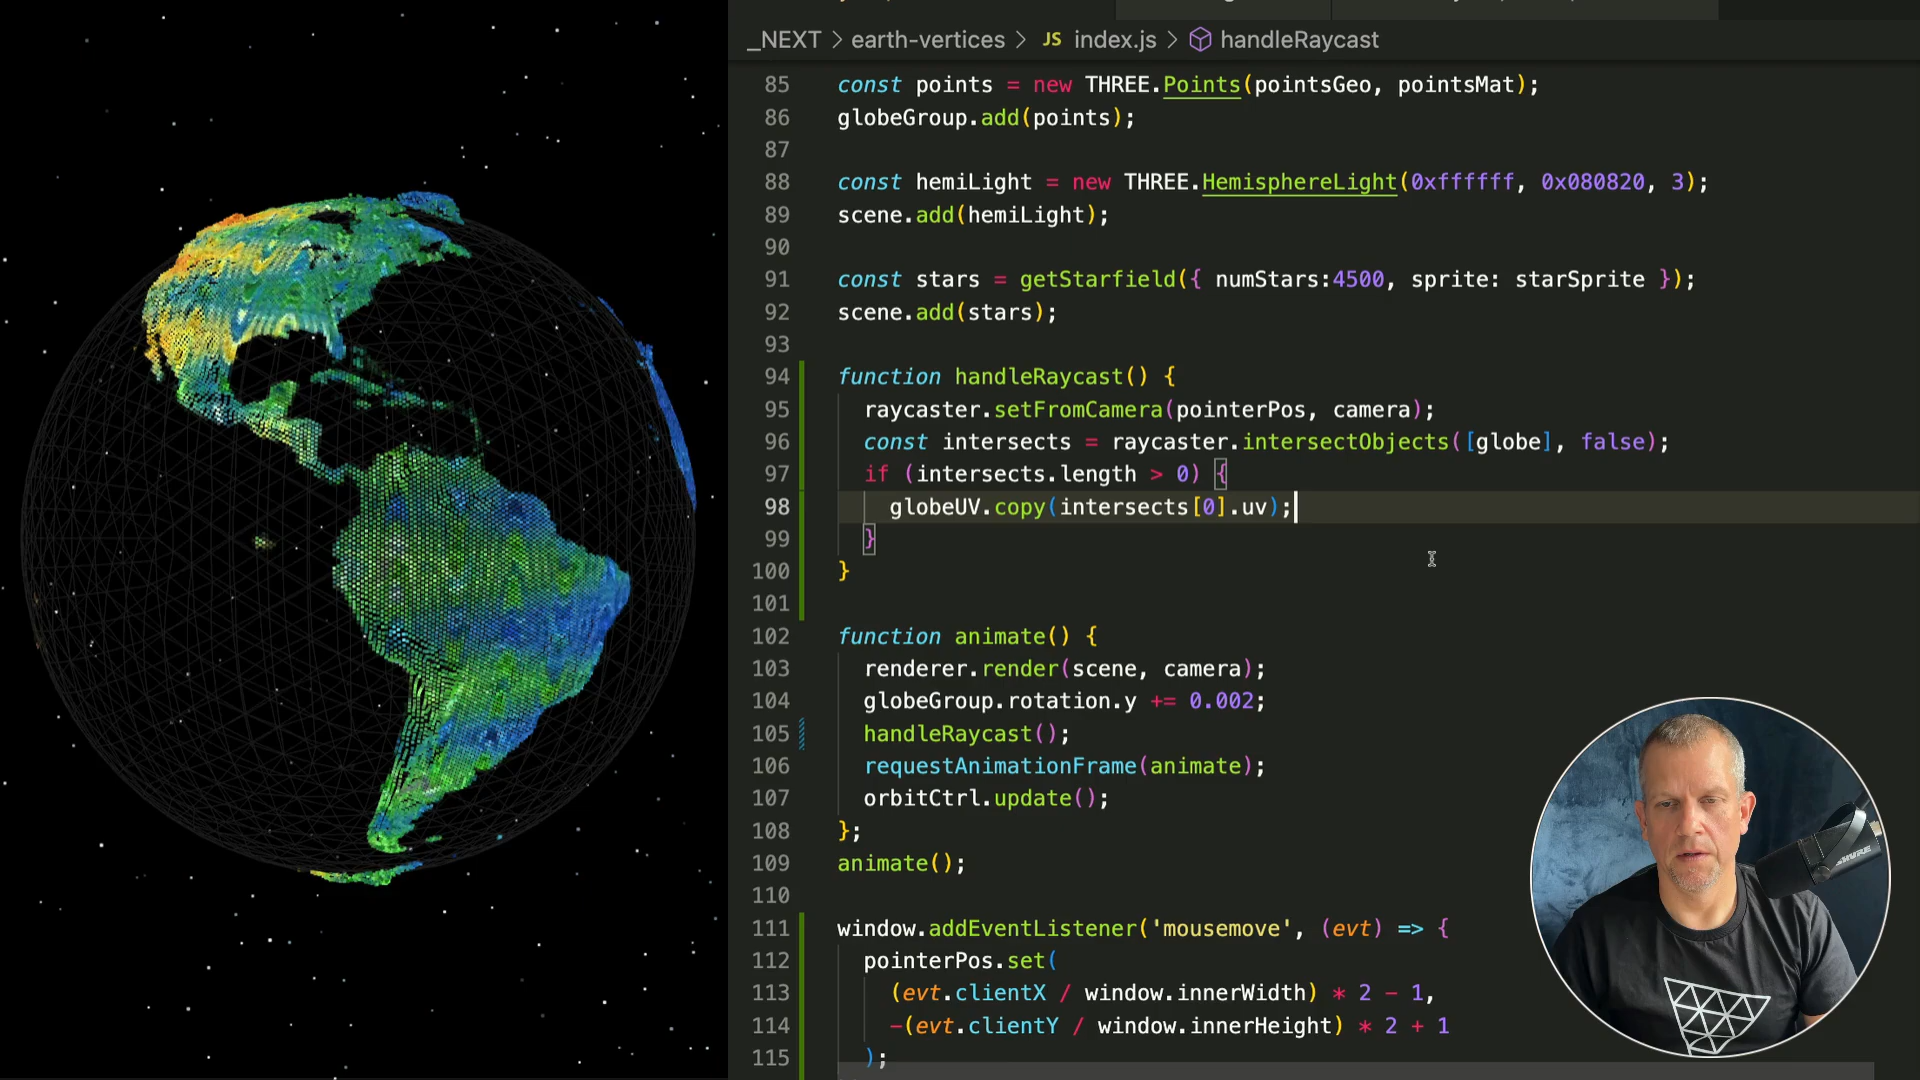 _NEXT > earth-vertices > JS index.js > handleRaycast
85 const points = new THREE.Points(pointsGeo, pointsMat);
86 globeGroup.add(points);
87
88 const hemiLight = new THREE.HemisphereLight(0xffffff, 0x080820, 3);
89 scene.add(hemiLight);
90
91 const stars = getStarfield({ numStars:4500, sprite: starSprite });
92 scene.add(stars);
93
94 function handleRaycast() {
95 raycaster.setFromCamera(pointerPos, camera);
96 const intersects = raycaster.intersectObjects([globe], false);
97 if (intersects.length > 0) {
98 globeUV.copy(intersects[0].uv);
99 }
100 }
101
102 function animate() {
103 renderer.render(scene, camera);
104 globeGroup.rotation.y += 0.002;
105 handleRaycast();
106 requestAnimationFrame(animate);
107 orbitCtrl.update();
108 };
109 animate();
110
111 window.addEventListener('mousemove', (evt) => {
112 pointerPos.set(
113 (evt.clientX / window.innerWidth) * 2 - 1,
114 -(evt.clientY / window.innerHeight) * 2 + 1
115 );
SHURE